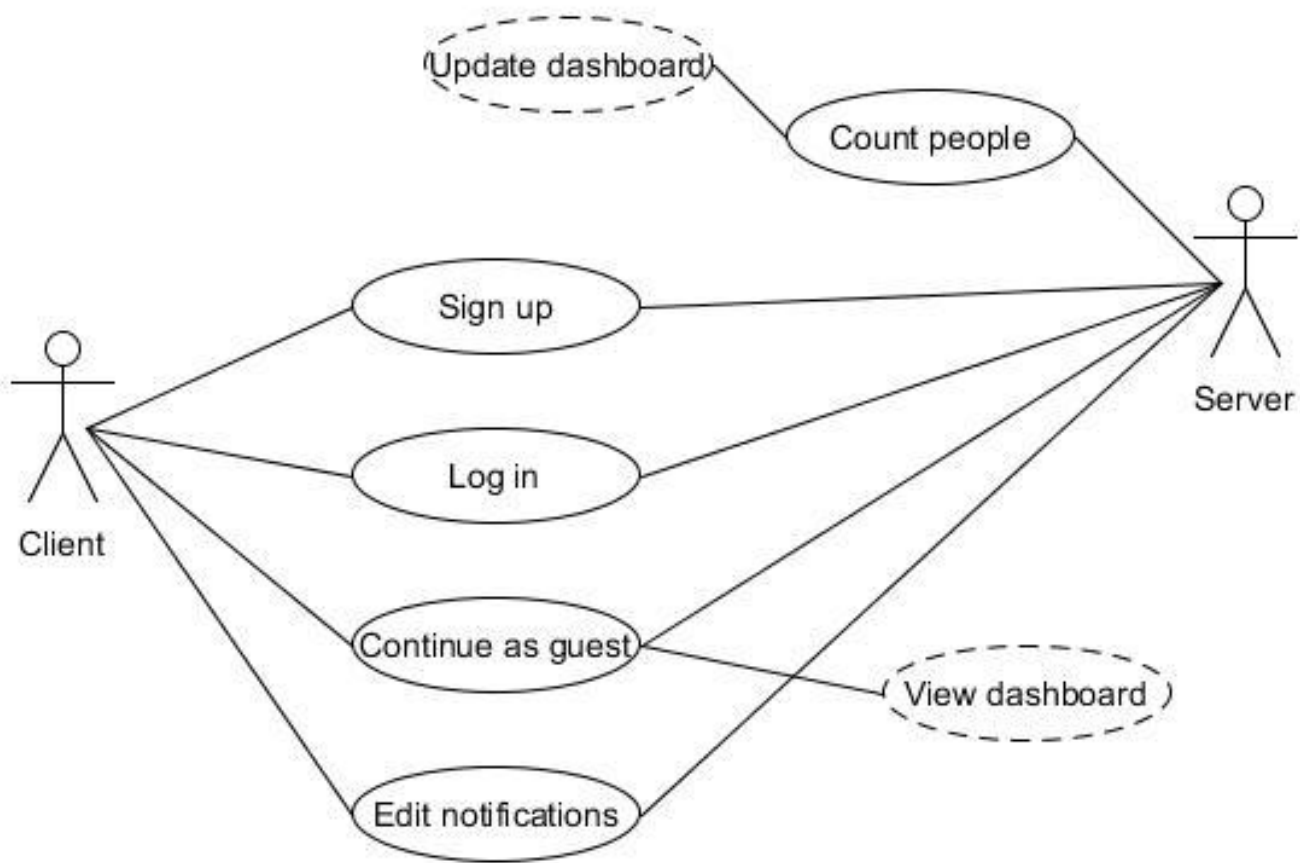 Update dashboard
Count people
Sign up
Server
Log in
Client
Continue as guest
View dashboard
Edit notifications